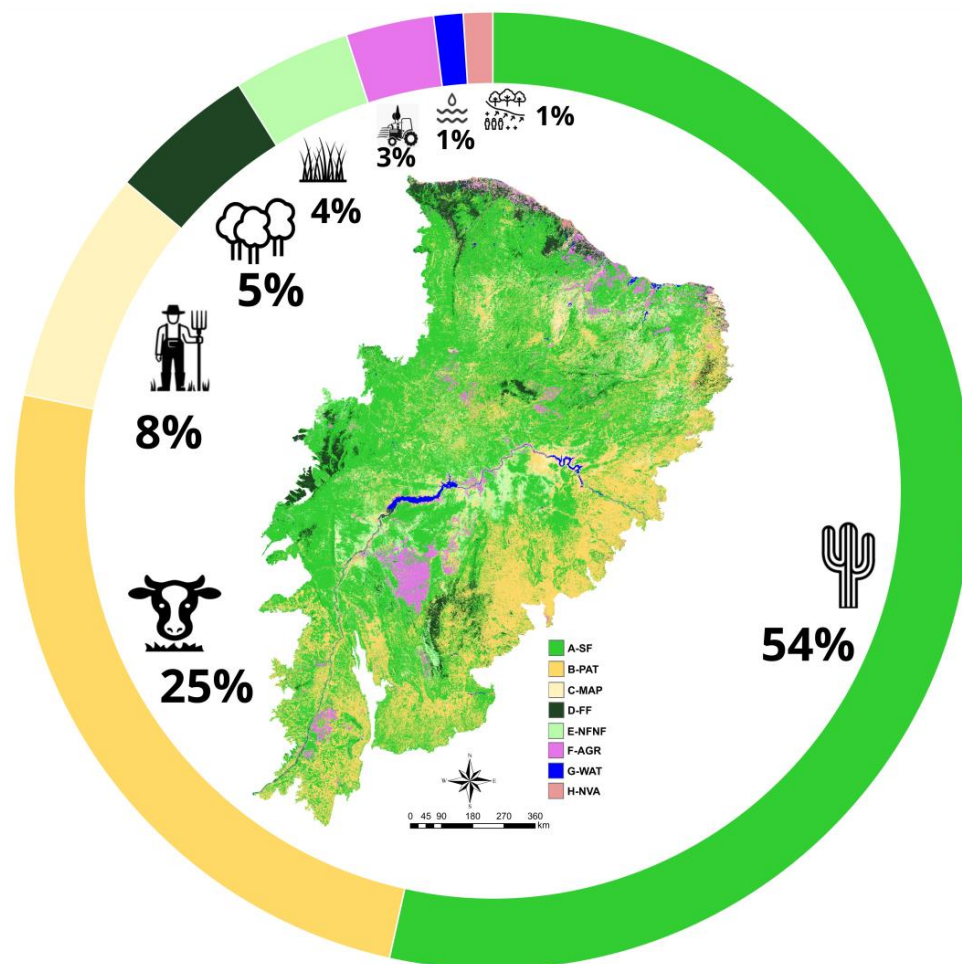 1%
1%
3%
4%
5%
8%
25%
54%
A-SF
B-PAT
C-MAP
D-FF
E-NFNF
F-AGR
G-WAT
H-NVA
N
W E
S
0 45 90 180 270 360
km